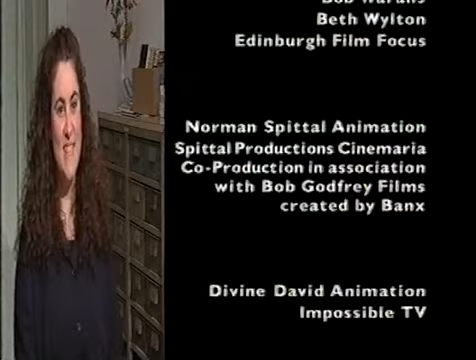 Beth Wylton
Edinburgh Film Focus
Norman Spittal Animation
Spittal Productions Cinemaria
Co-Production in association
with Bob Godfrey Films
created by Banx
Divine David Animation
Impossible TV